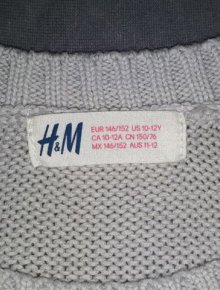 H&M
EUR 146/152 US 10-12Y
CA 10-12A CN 150/76
MX 146/152 AUS 11-12